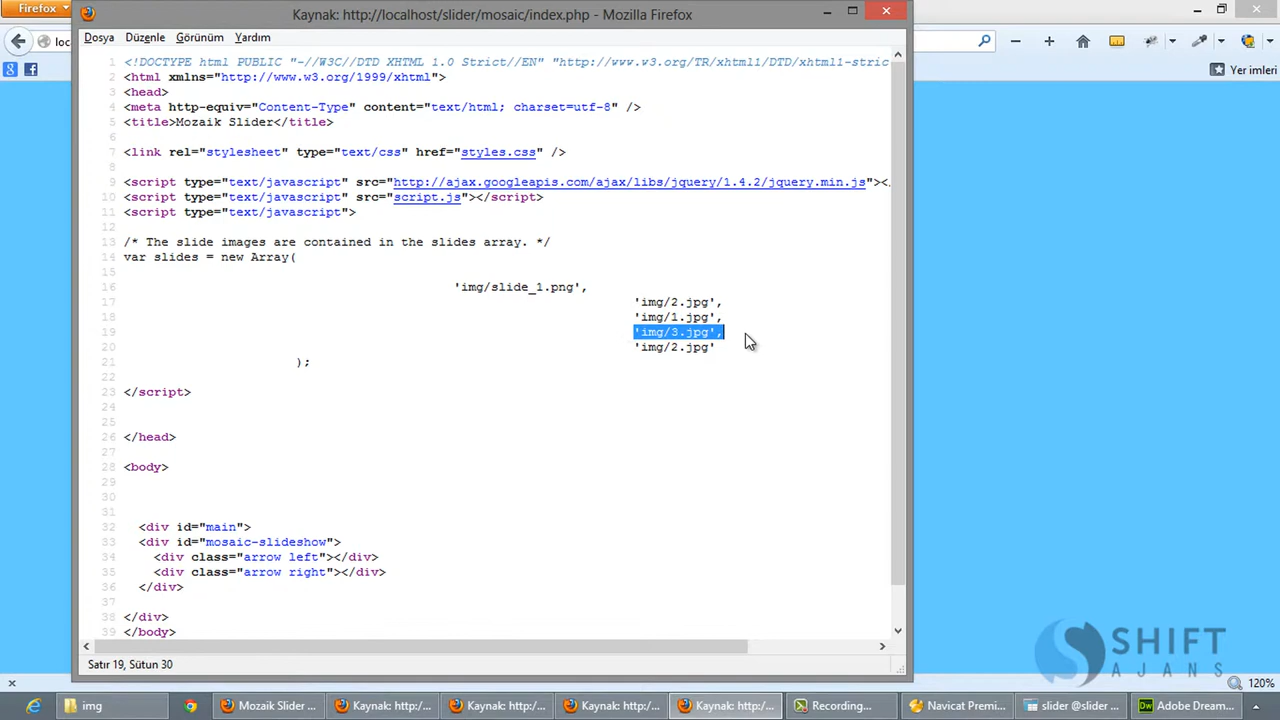 Firefox
Kaynak: http://localhost/slider/mosaic/index.php - Mozilla Firefox
Dosya Düzenle Görünüm Yardım
Yer imleri
1 <!DOCTYPE html PUBLIC "-//W3C//DTD XHTML 1.0 Strict//EN" "http://www.w3.org/TR/xhtml1/DTD/xhtml1-stric
2 <html xmlns="http://www.w3.org/1999/xhtml">
3 <head>
4 <meta http-equiv="Content-Type" content="text/html; charset=utf-8" />
5 <title>Mozaik Slider</title>
6
7 <link rel="stylesheet" type="text/css" href="styles.css" />
8
9 <script type="text/javascript" src="http://ajax.googleapis.com/ajax/libs/jquery/1.4.2/jquery.min.js"><
10 <script type="text/javascript" src="script.js"></script>
11 <script type="text/javascript">
12
13 /* The slide images are contained in the slides array. */
14 var slides = new Array(
15
16 'img/slide_1.png',
17 'img/2.jpg',
18 'img/1.jpg',
19 'img/3.jpg',
20 'img/2.jpg'
21 );
22
23 </script>
24
25
26 </head>
27
28 <body>
29
30
31
32 <div id="main">
33 <div id="mosaic-slideshow">
34 <div class="arrow left"></div>
35 <div class="arrow right"></div>
36 </div>
37
38 </div>
39 </body>
Satır 19, Sütun 30
SHIFT
AJANS
120%
img
Mozaik Slider ...
Kaynak: http:/...
Kaynak: http:/...
Kaynak: http:/...
Kaynak: http:/...
Recording...
Navicat Premi...
slider @slider ...
Adobe Dream...